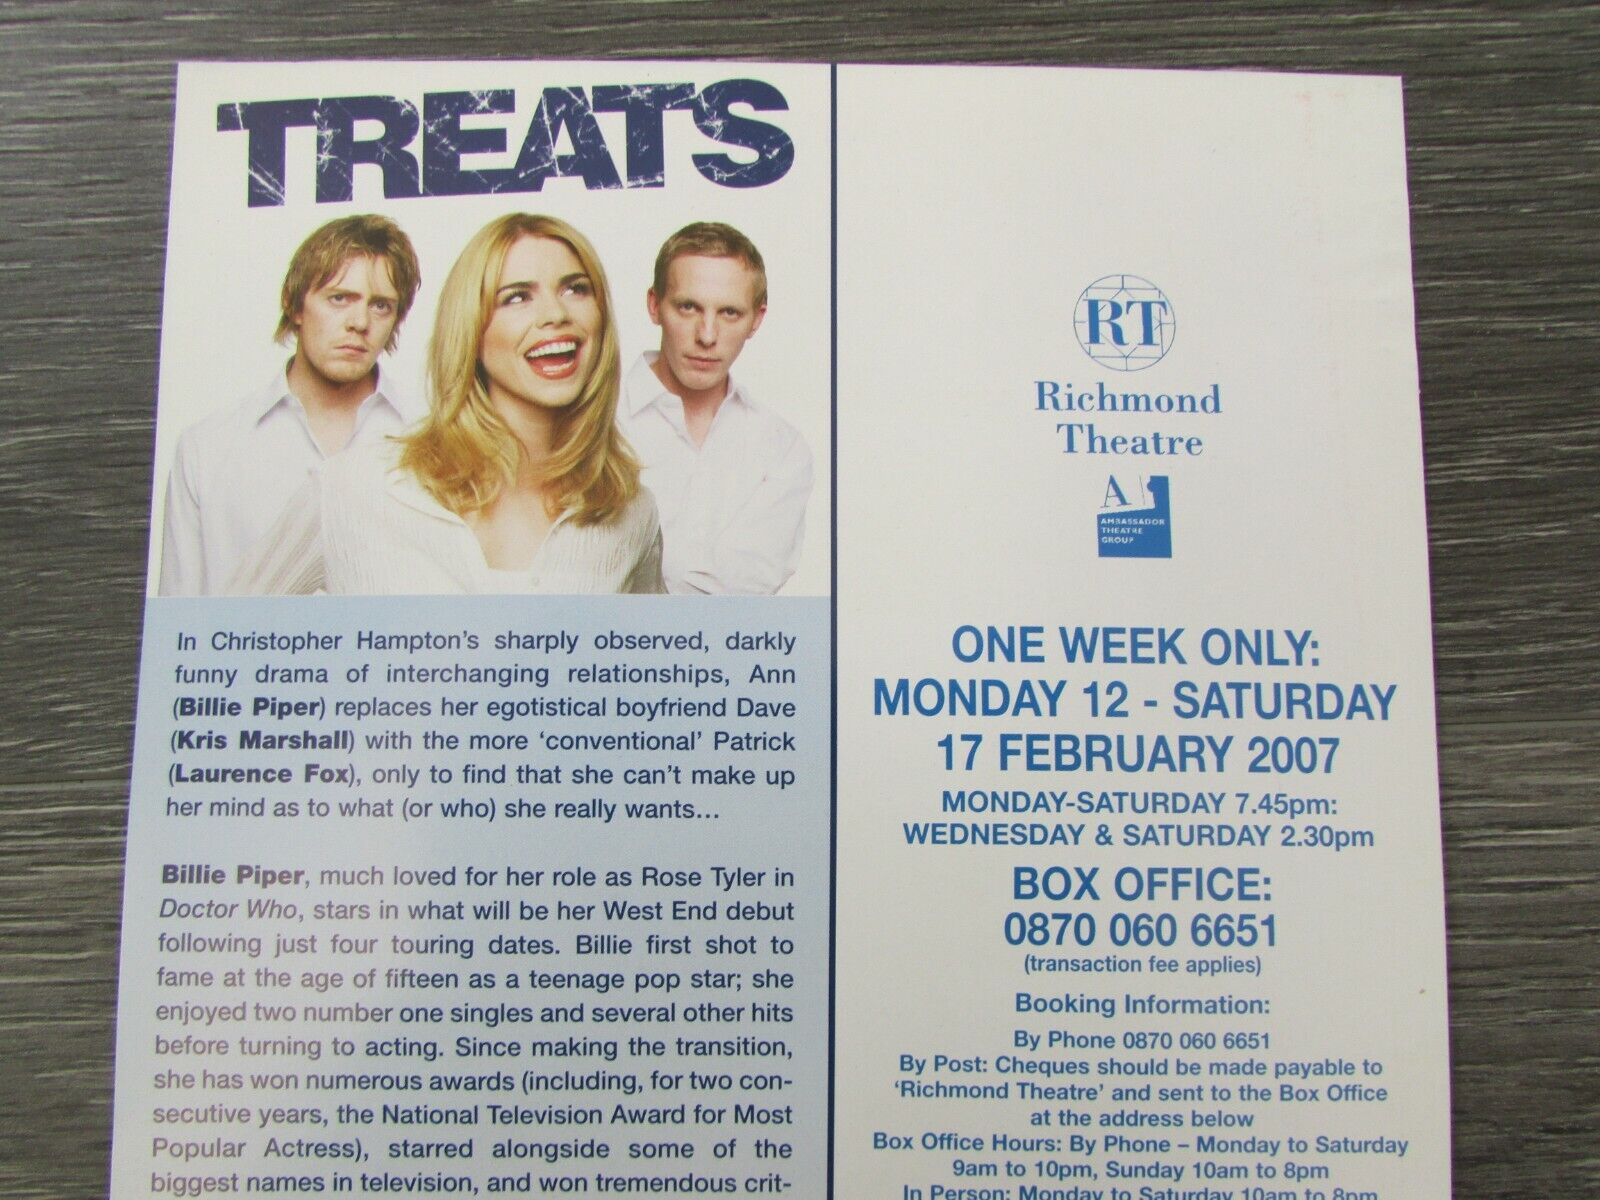 TREATS
In Christopher Hampton's sharply observed, darkly
funny drama of interchanging relationships, Ann
(Billie Piper) replaces her egotistical boyfriend Dave
(Kris Marshall) with the more 'conventional' Patrick
(Laurence Fox), only to find that she can't make up
her mind as to what (or who) she really wants...
Billie Piper, much loved for her role as Rose Tyler in
Doctor Who, stars in what will be her West End debut
following just four touring dates. Billie first shot to
fame at the age of fifteen as a teenage pop star; she
enjoyed two number one singles and several other hits
before turning to acting. Since making the transition,
she has won numerous awards (including, for two con-
secutive years, the National Television Award for Most
Popular Actress), starred alongside some of the
biggest names in television, and won tremendous crit-
RT
Richmond
Theatre
A
AMBASSADOR
THEATRE
GROUP
ONE WEEK ONLY:
MONDAY 12 - SATURDAY
17 FEBRUARY 2007
MONDAY-SATURDAY 7.45pm:
WEDNESDAY & SATURDAY 2.30pm
BOX OFFICE:
0870 060 6651
(transaction fee applies)
Booking Information:
By Phone 0870 060 6651
By Post: Cheques should be made payable to
'Richmond Theatre' and sent to the Box Office
at the address below
Box Office Hours: By Phone – Monday to Saturday
9am to 10pm, Sunday 10am to 8pm
In Person: Monday to Saturday 10am to 8pm